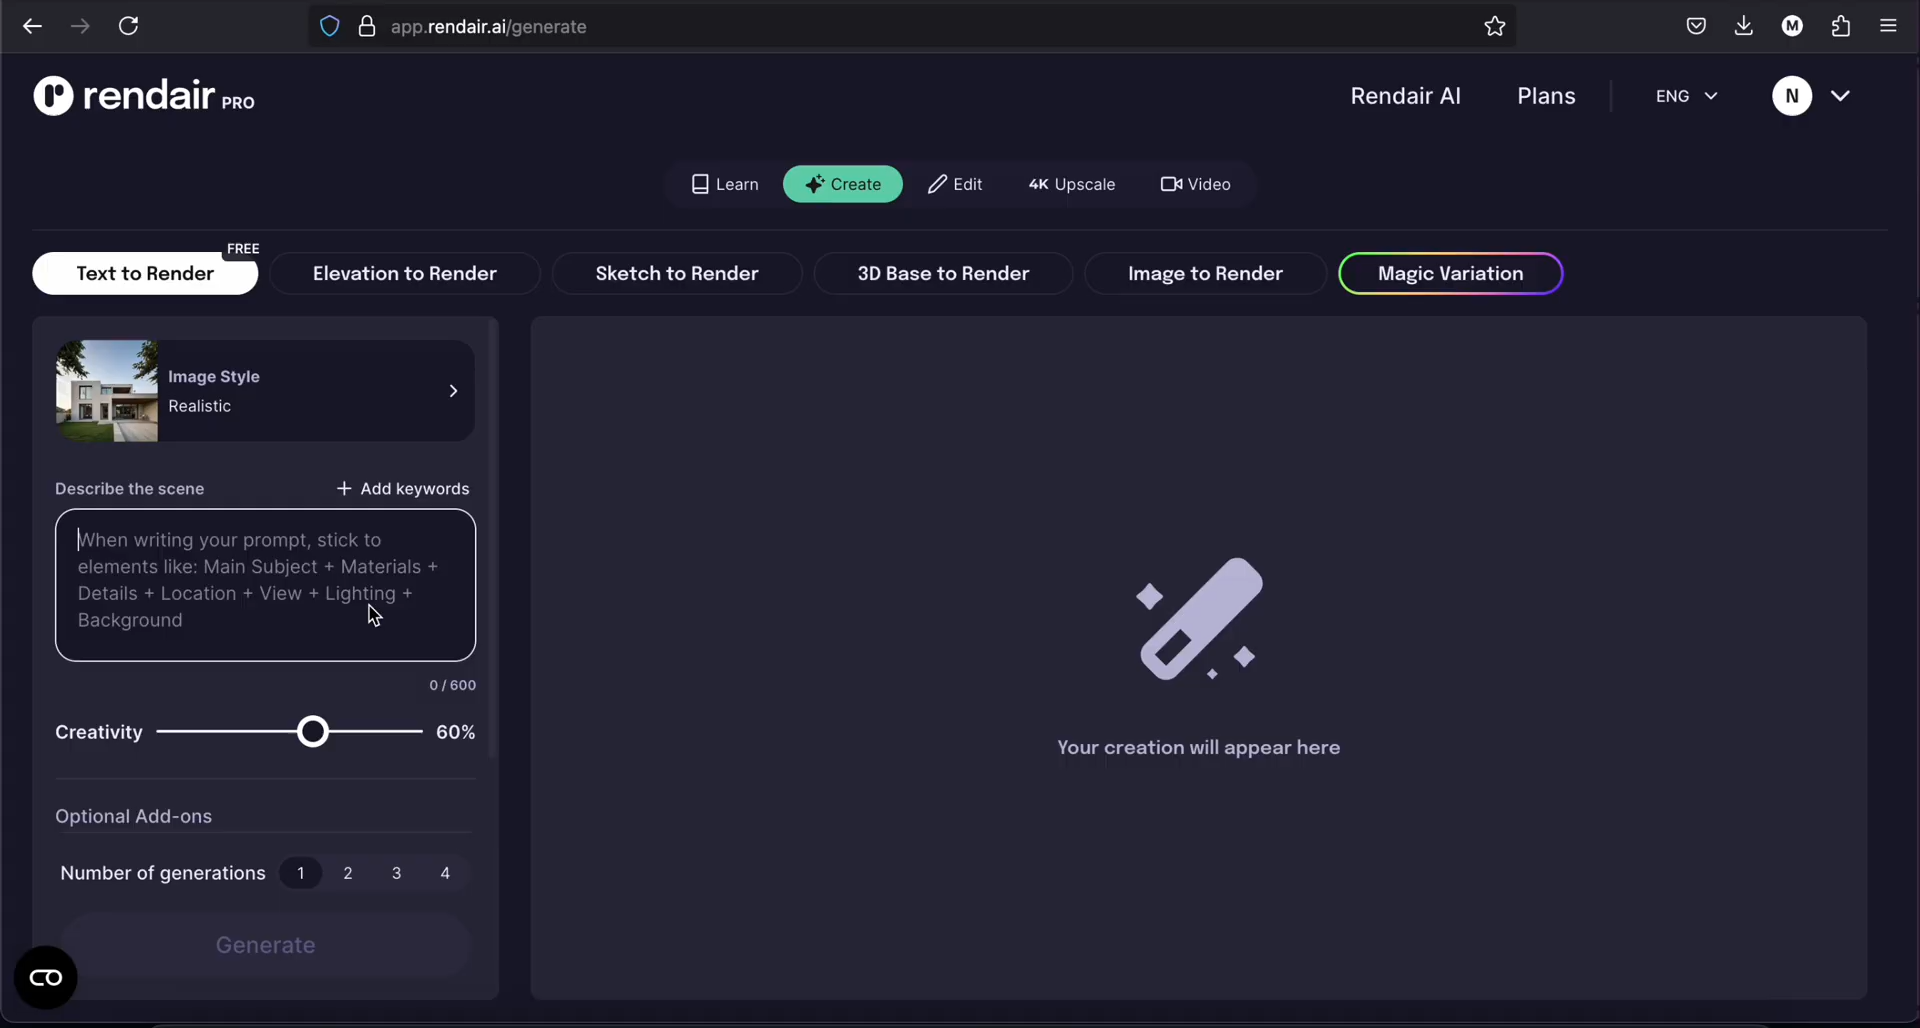 app.rendair.ai/generate
M
rendair PRO
Rendair AI
Plans
ENG
N
Learn
Create
Edit
4K Upscale
Video
FREE
Text to Render
Elevation to Render
Sketch to Render
3D Base to Render
Image to Render
Magic Variation
Image Style
Realistic
Describe the scene
+ Add keywords
When writing your prompt, stick to
elements like: Main Subject + Materials +
Details + Location + View + Lighting +
Background
0 / 600
Creativity
60%
Your creation will appear here
Optional Add-ons
Number of generations 1 2 3 4
Generate